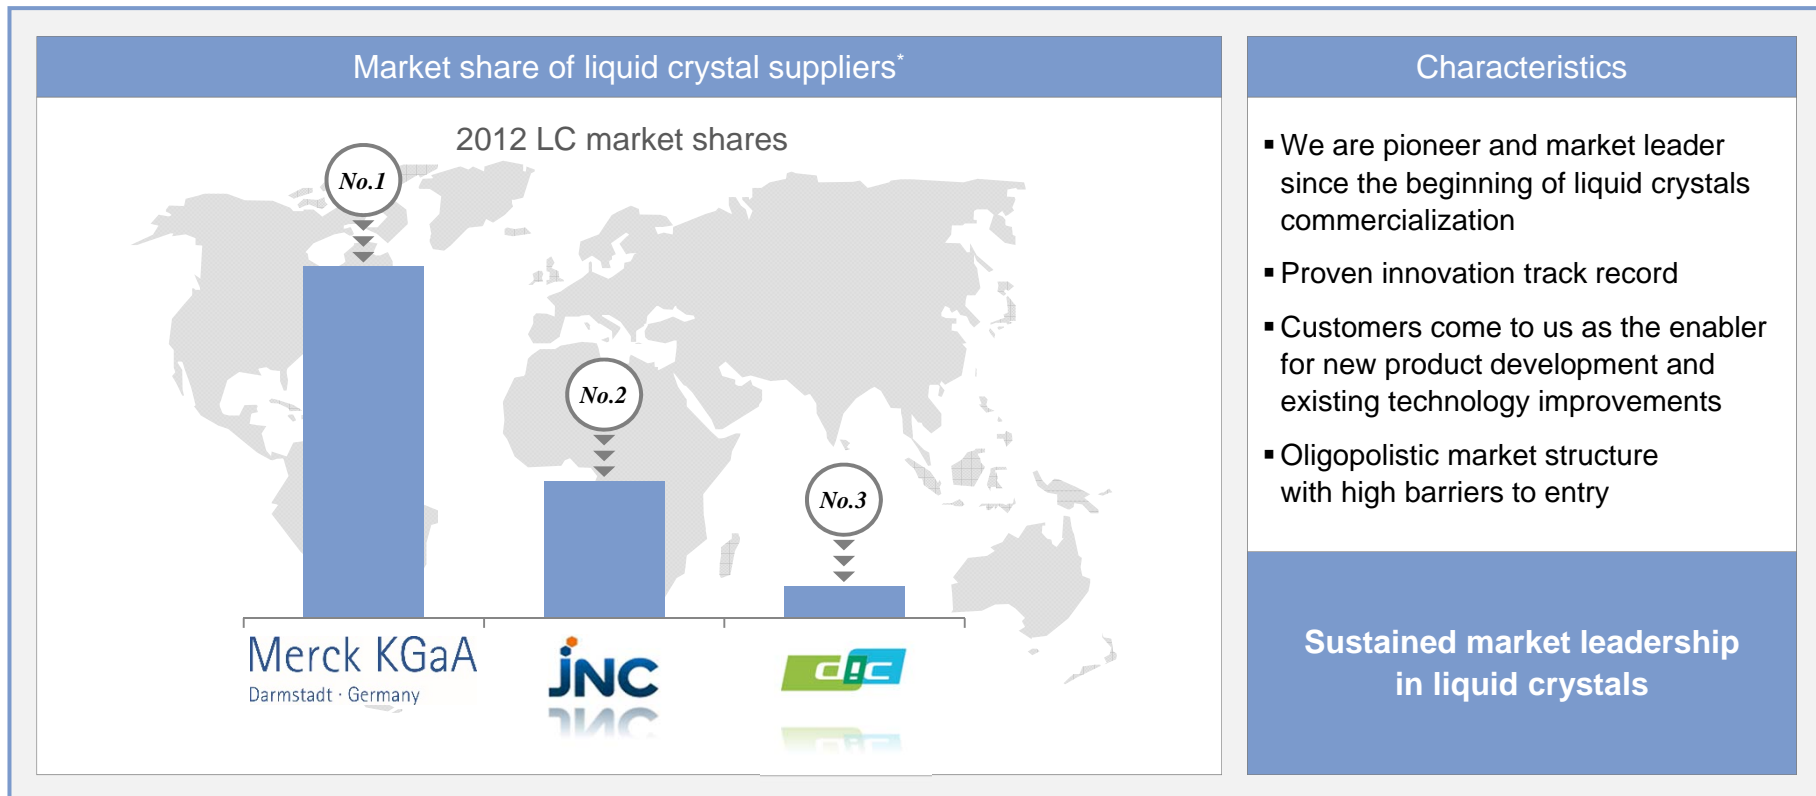 Market share of liquid crystal suppliers*
2012 LC market shares
No.1
No.2
No.3
Merck KGaA
Darmstadt · Germany
JNC
dic
Characteristics
▪ We are pioneer and market leader
since the beginning of liquid crystals
commercialization
▪ Proven innovation track record
▪ Customers come to us as the enabler
for new product development and
existing technology improvements
▪ Oligopolistic market structure
with high barriers to entry
Sustained market leadership
in liquid crystals